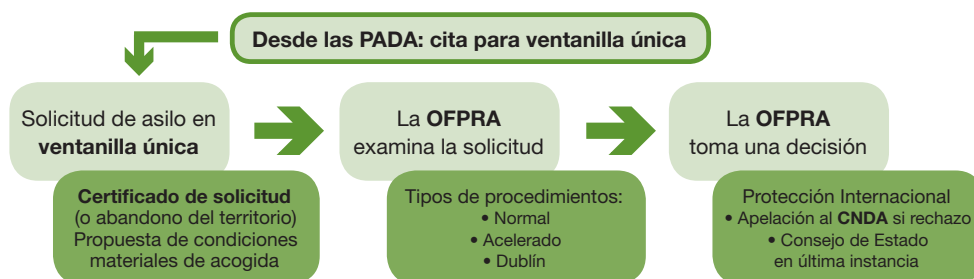 Desde las PADA: cita para ventanilla única
Solicitud de asilo en
ventanilla única
Certificado de solicitud
(o abandono del territorio)
Propuesta de condiciones
materiales de acogida
La OFPRA
examina la solicitud
Tipos de procedimientos:
• Normal
• Acelerado
• Dublín
La OFPRA
toma una decisión
Protección Internacional
• Apelación al CNDA si rechazo
• Consejo de Estado
en última instancia